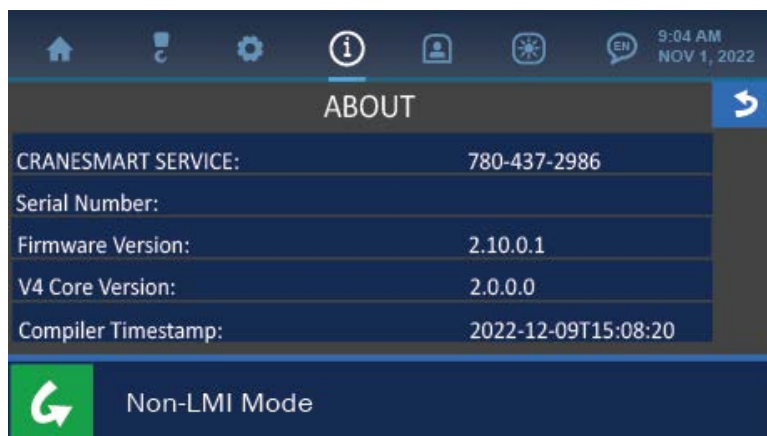 EN
9:04 AM
NOV 1, 2022
ABOUT
CRANESMART SERVICE: 780-437-2986
Serial Number:
Firmware Version: 2.10.0.1
V4 Core Version: 2.0.0.0
Compiler Timestamp: 2022-12-09T15:08:20
Non-LMI Mode